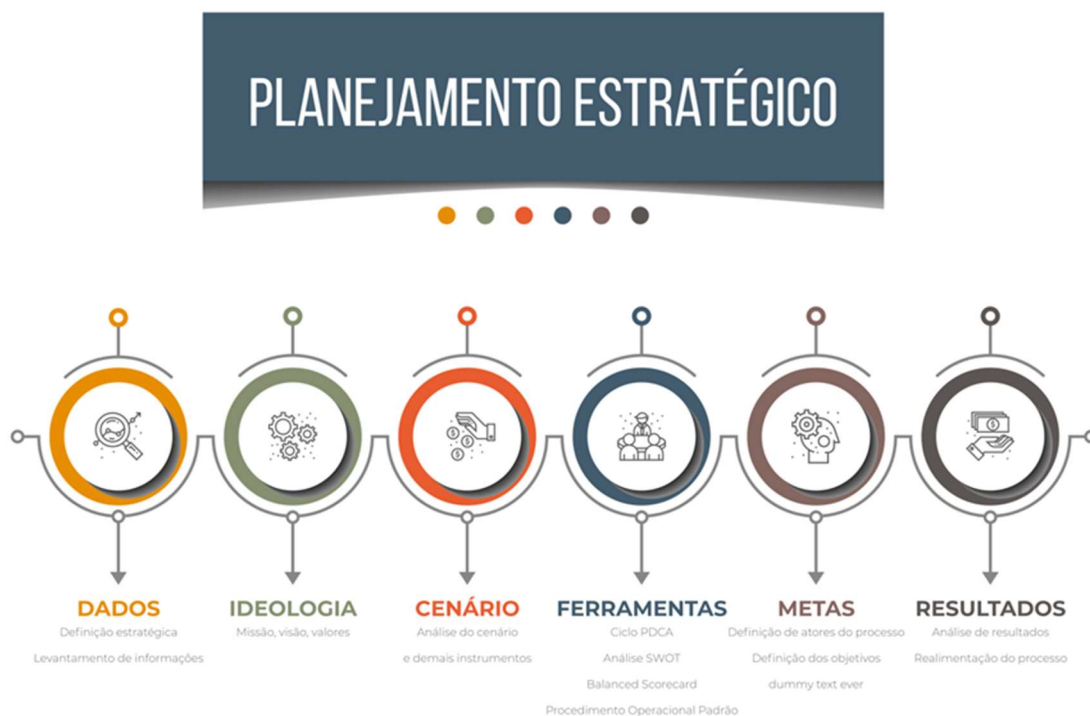 PLANEJAMENTO ESTRATÉGICO
DADOS
Definição estratégica
Levantamento de informações
IDEOLOGIA
Missão, visão, valores
CENÁRIO
Análise do cenário
e demais instrumentos
FERRAMENTAS
Ciclo PDCA
Análise SWOT
Balanced Scorecard
Procedimento Operacional Padrão
METAS
Definição de atores do processo
Definição dos objetivos
dummy text ever
RESULTADOS
Análise de resultados
Realimentação do processo